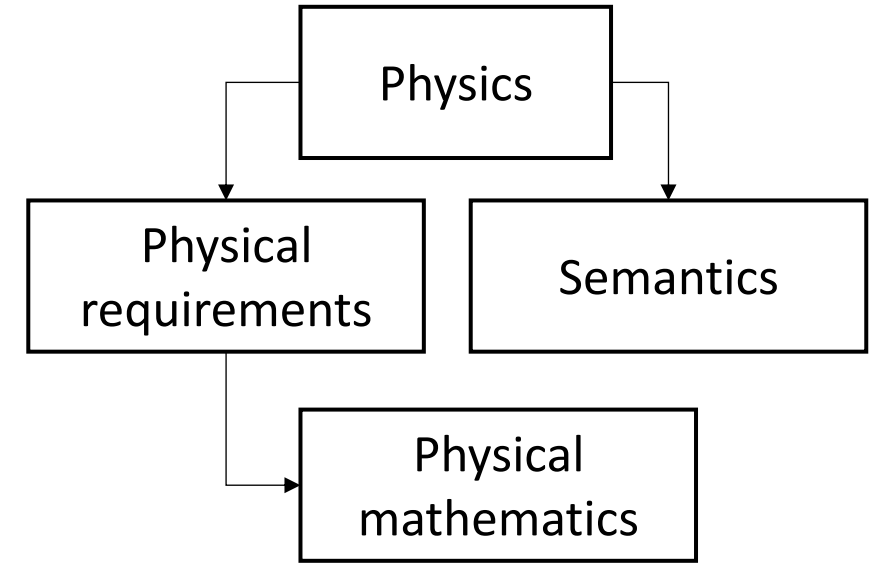 Physics
Physical
requirements
Semantics
Physical
mathematics